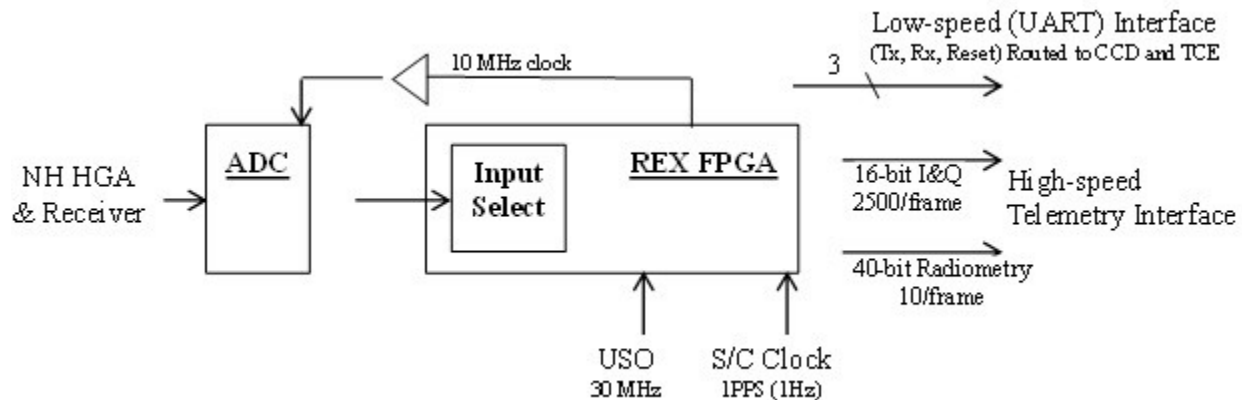 Low-speed (UART) Interface
(Tx, Rx, Reset) Routed to CCD and TCE
3
10 MHz clock
ADC
REX FPGA
Input
Select
NH HGA
& Receiver
16-bit I&Q
2500/frame
High-speed
Telemetry Interface
40-bit Radiometry
10/frame
USO
30 MHz
S/C Clock
1PPS (1Hz)